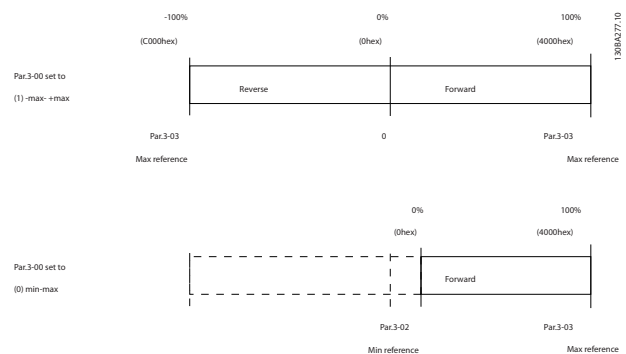 -100% 0% 100%
(C000hex) (0hex) (4000hex)
130BA277.10
Par.3-00 set to
(1) -max- +max
Reverse Forward
Par.3-03 0 Par.3-03
Max reference Max reference
0% 100%
(0hex) (4000hex)
Par.3-00 set to
(0) min-max
Forward
Par.3-02 Par.3-03
Min reference Max reference